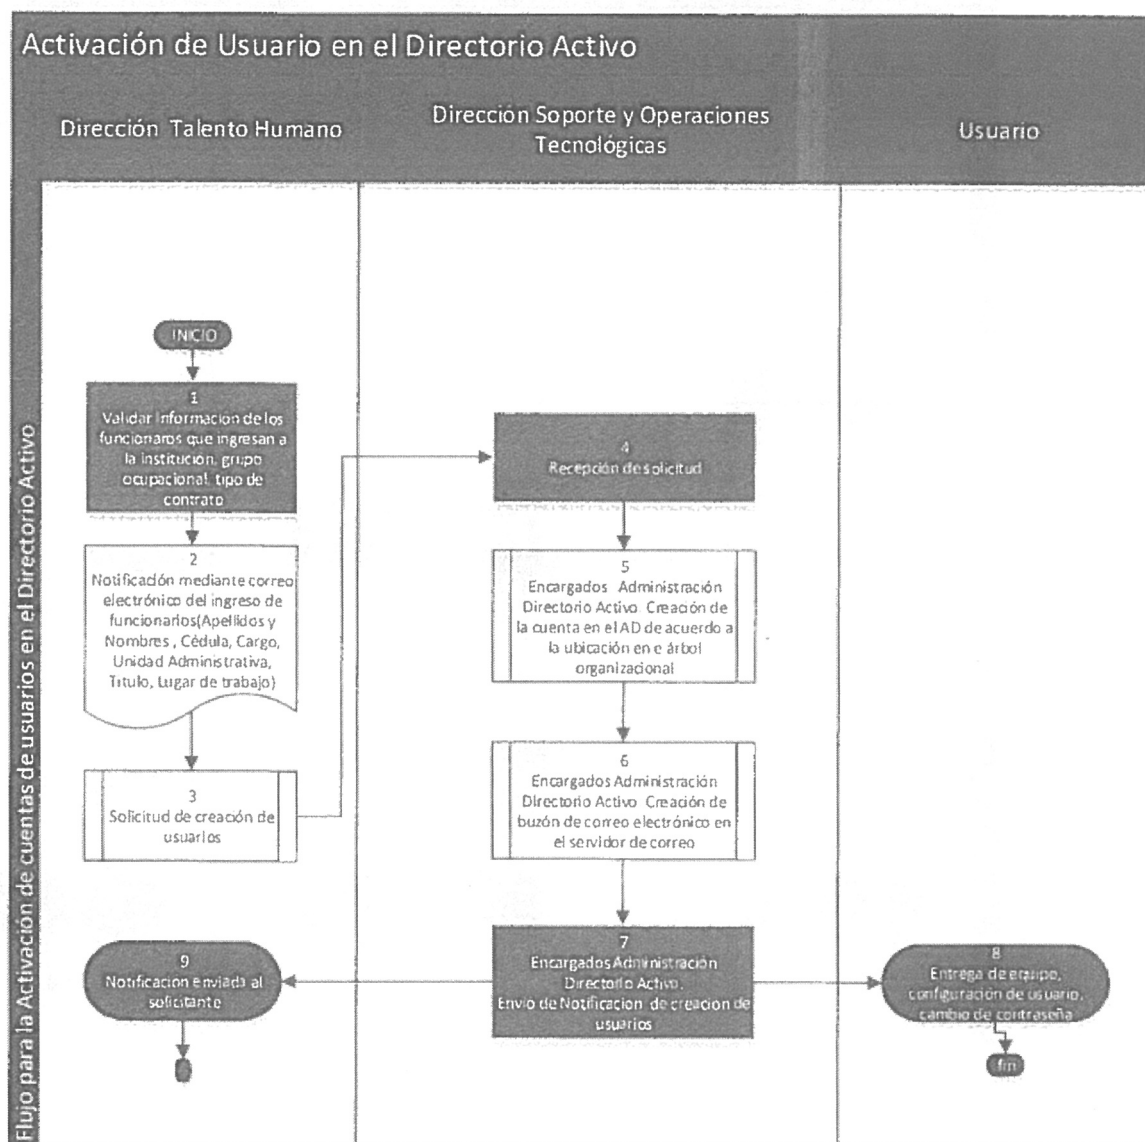 Activación de Usuario en el Directorio Activo
Dirección Talento Humano
Dirección Soporte y Operaciones
Tecnológicas
Usuario
Flujo para la Activación de cuentas de usuarios en el Directorio Activo
INICIO
1
Validar Información de los
funcionaros que ingresan a
la institución, grupo
ocupacional, tipo de
contrato
2
Notificación mediante correo
electrónico del ingreso de
funcionarios(Apellidos y
Nombres , Cédula, Cargo,
Unidad Administrativa,
Titulo, Lugar de trabajo)
3
Solicitud de creación de
usuarios
4
Recepción de solicitud
5
Encargados Administración
Directorio Activo Creación de
la cuenta en el AD de acuerdo a
la ubicación en e árbol
organizacional
6
Encargados Administración
Directorio Activo Creación de
buzón de correo electrónico en
el servidor de correo
7
Encargados Administración
Directorio Activo.
Envio de Notificacion de creacion de
usuarios
8
Entrega de equipo,
configuración de usuario,
cambio de contraseña
fin
9
Notificacion enviada al
solicitante